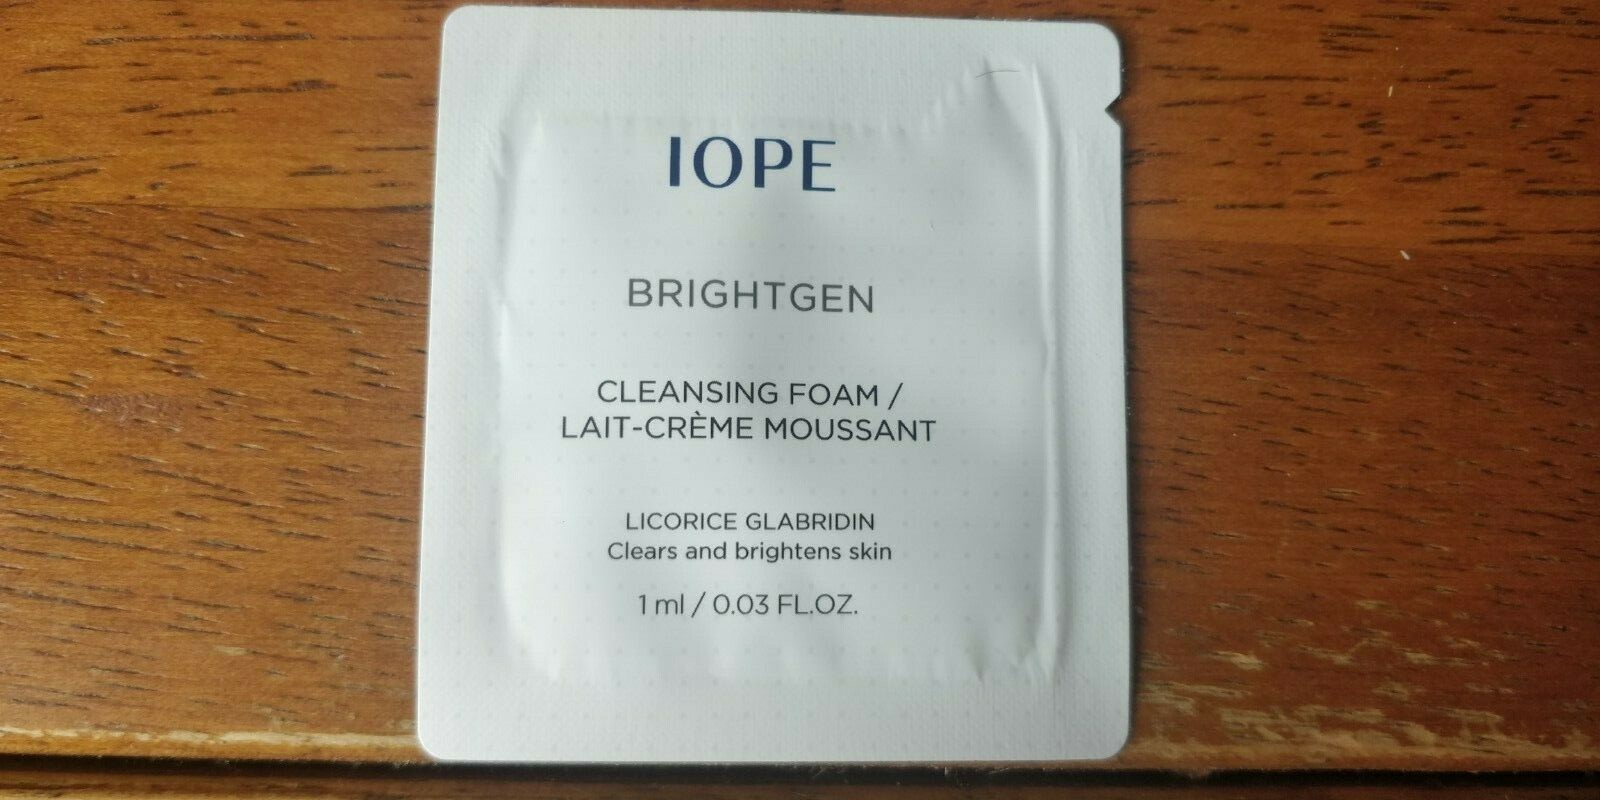 IOPE
BRIGHTGEN
CLEANSING FOAM /
LAIT-CRÈME MOUSSANT
LICORICE GLABRIDIN
Clears and brightens skin
1 ml / 0.03 FL.OZ.